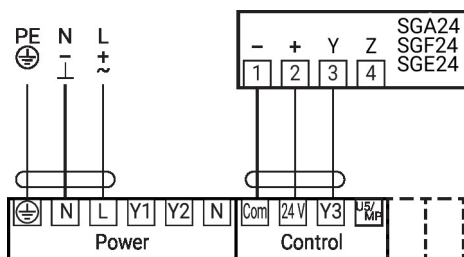 PE N L
− −
+
~
SGA24
SGF24
SGE24
− + Y Z
1 2 3 4
N L Y1 Y2 N Com 24 V Y3 U5/
MP
Power Control